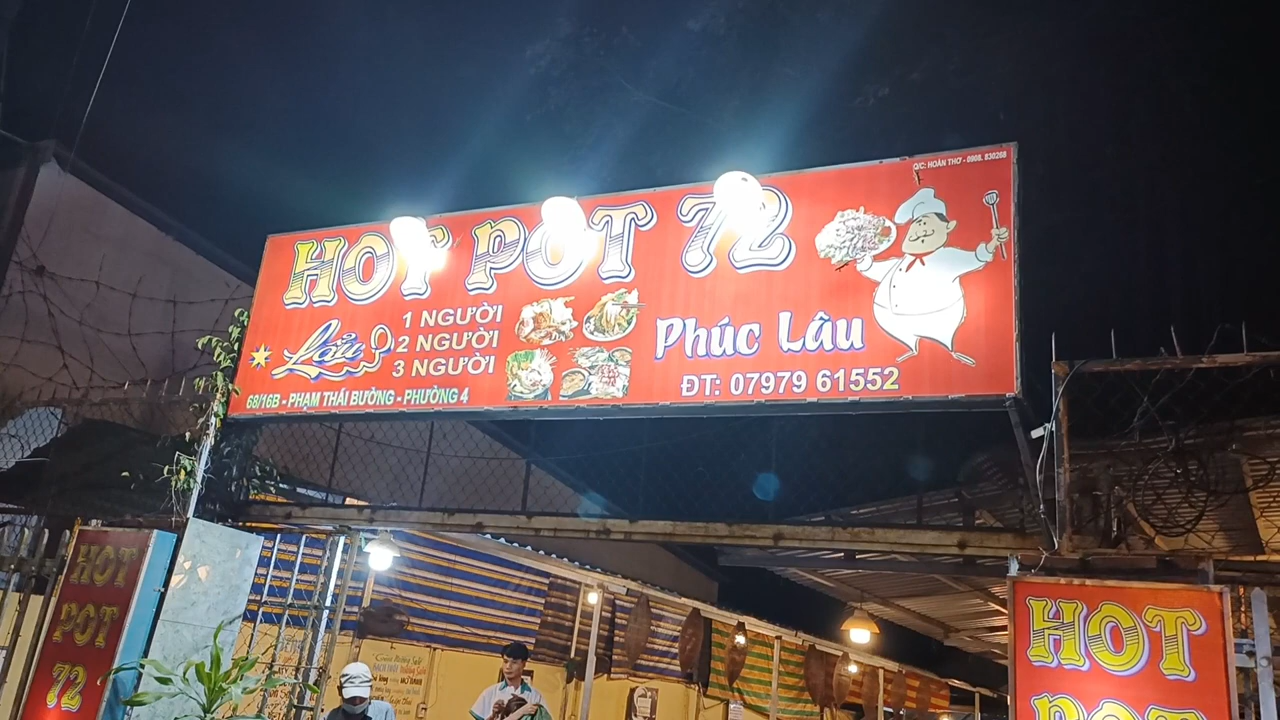 Q/C: HOÀN THƠ - 0908. 830268
HOT POT 72
Lẩu
1 NGƯỜI
2 NGƯỜI
3 NGƯỜI
Phúc Lâu
ĐT: 07979 61552
68/16B - PHẠM THÁI BƯỜNG - PHƯỜNG 4
HOT
POT
72
HOT
POT